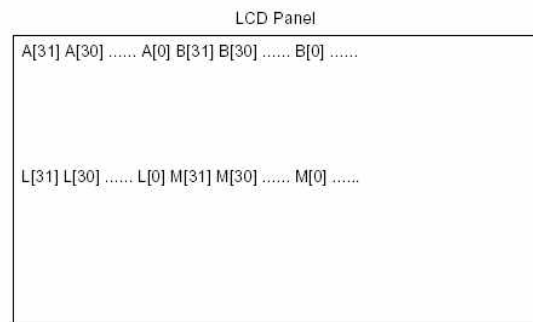 LCD Panel
A[31] A[30] ...... A[0] B[31] B[30] ...... B[0] ......
L[31] L[30] ...... L[0] M[31] M[30] ...... M[0] ......